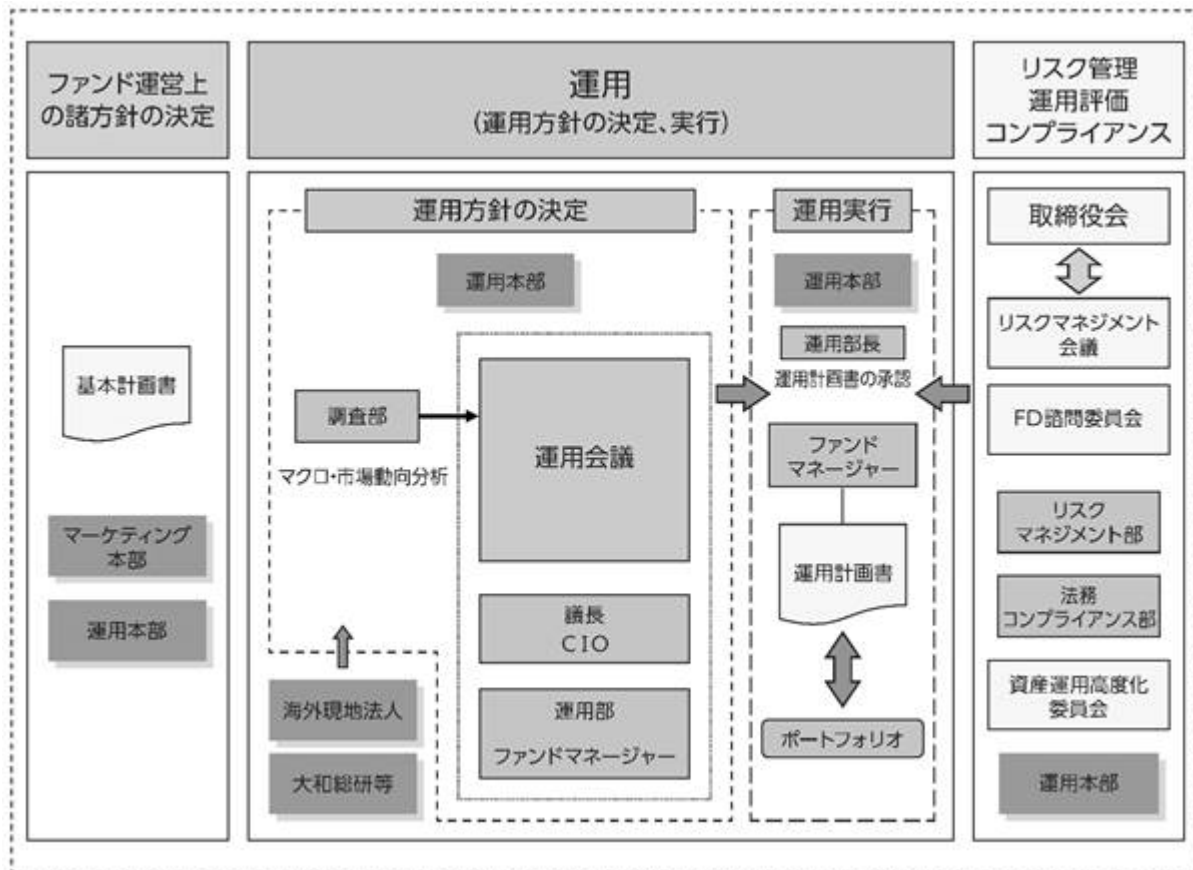 ファンド運営上
の諸方針の決定
運用
(運用方針の決定、実行)
リスク管理
運用評価
コンプライアンス
基本計画書
マーケティング
本部
運用本部
運用方針の決定
運用本部
調査部
マクロ・市場動向分析
運用会議
議長
CIO
運用部
ファンドマネージャー
海外現地法人
大和総研等
運用実行
運用本部
運用部長
運用計画書の承認
ファンド
マネージャー
運用計画書
ポートフォリオ
取締役会
リスクマネジメント
会議
FD諮問委員会
リスク
マネジメント部
法務
コンプライアンス部
資産運用高度化
委員会
運用本部